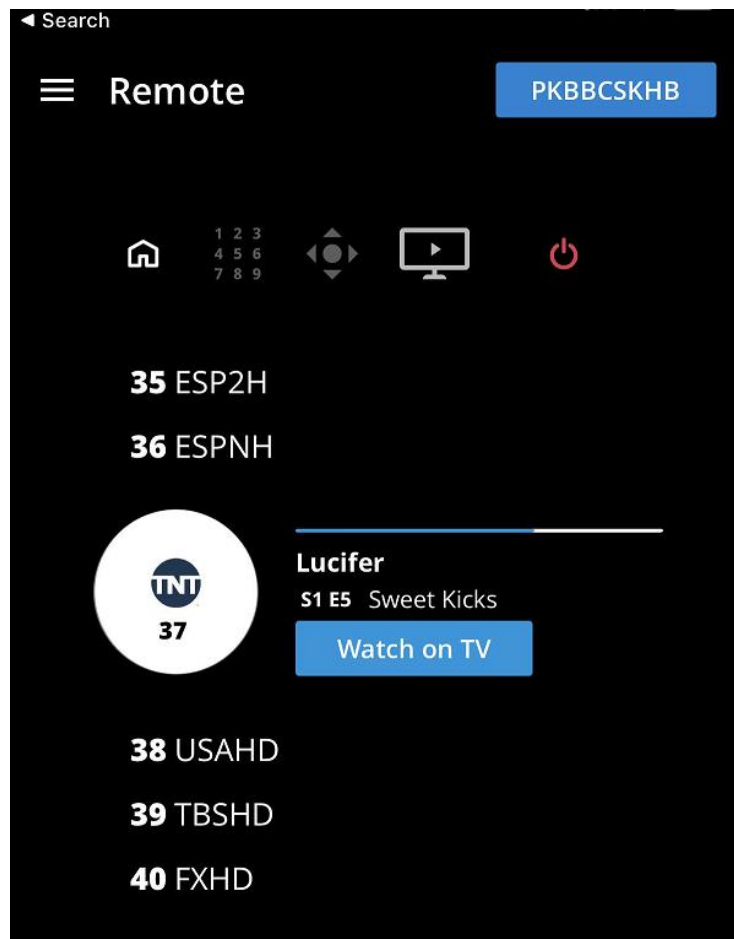 ◀ Search
Remote
PKBBCSKHB
1 2 3
4 5 6
7 8 9
35 ESP2H
36 ESPNH
TNT
37
Lucifer
S1 E5 Sweet Kicks
Watch on TV
38 USAHD
39 TBSHD
40 FXHD